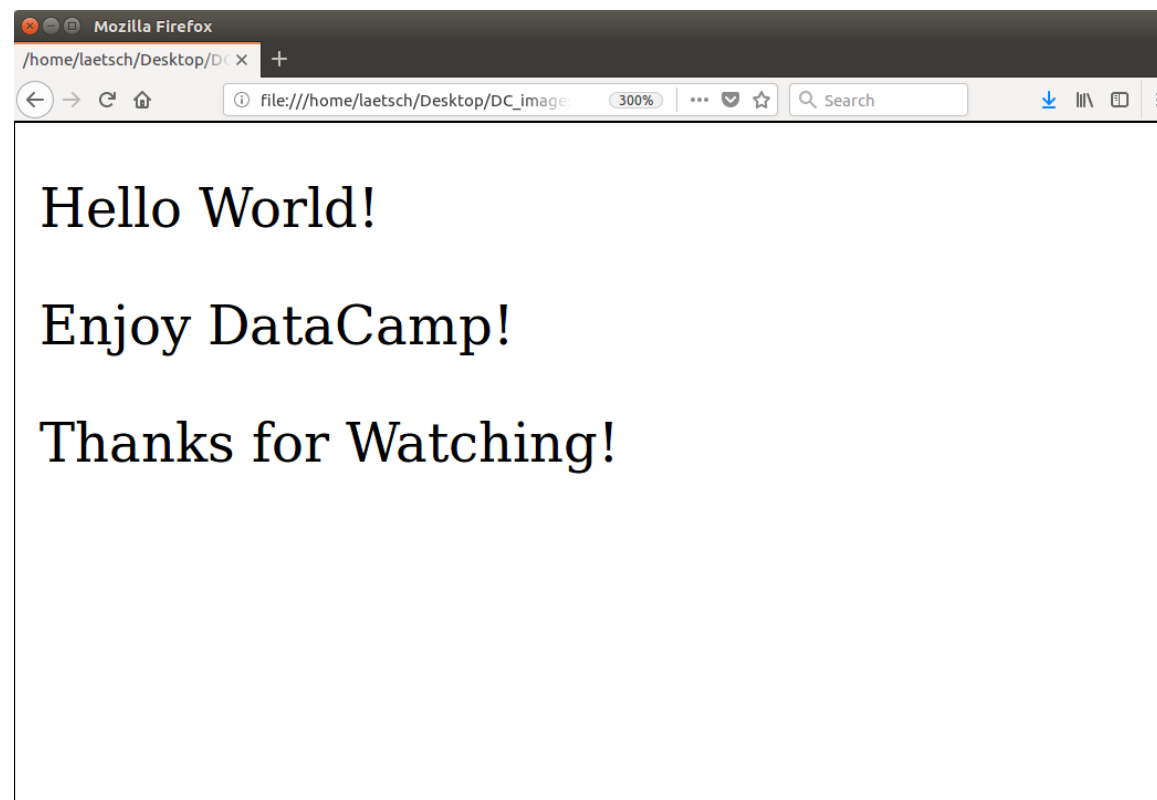 Mozilla Firefox
/home/laetsch/Desktop/DC
file:///home/laetsch/Desktop/DC_image 300% Search
Hello World!
Enjoy DataCamp!
Thanks for Watching!